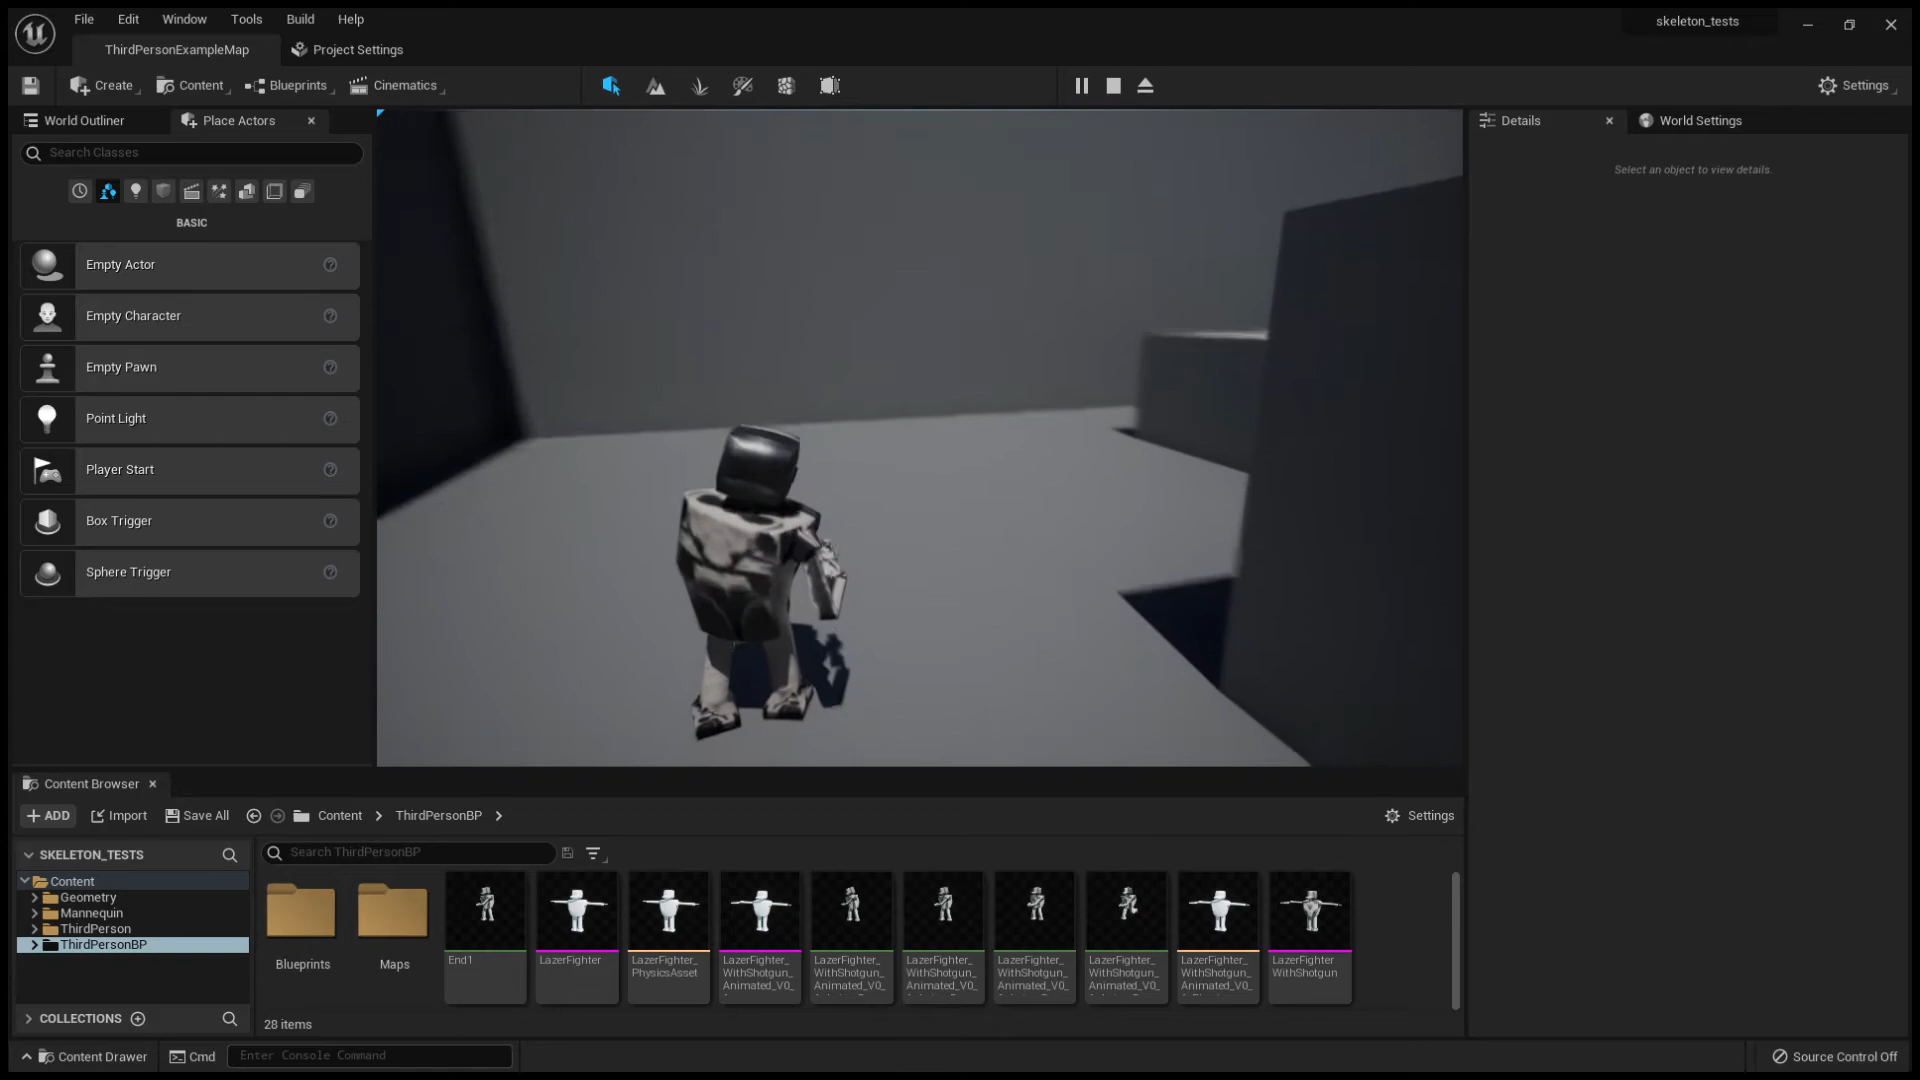 File Edit Window Tools Build Help
skeleton_tests
ThirdPersonExampleMap
Project Settings
Create
Content
Blueprints
Cinematics
Settings
World Outliner
Place Actors
Details
World Settings
Search Classes
Select an object to view details.
BASIC
Empty Actor
Empty Character
Empty Pawn
Point Light
Player Start
Box Trigger
Sphere Trigger
Content Browser
ADD
Import
Save All
Content
ThirdPersonBP
Settings
SKELETON_TESTS
Search ThirdPersonBP
Content
Geometry
Mannequin
ThirdPerson
ThirdPersonBP
Blueprints
Maps
End1
LazerFighter
LazerFighter_
PhysicsAsset
LazerFighter_
WithShotgun_
Animated_V0_
LazerFighter_
WithShotgun_
Animated_V0_
LazerFighter_
WithShotgun_
Animated_V0_
LazerFighter_
WithShotgun_
Animated_V0_
LazerFighter_
WithShotgun_
Animated_V0_
LazerFighter_
WithShotgun_
Animated_V0_
LazerFighter
WithShotgun
COLLECTIONS
28 items
Content Drawer
Cmd
Enter Console Command
Source Control Off